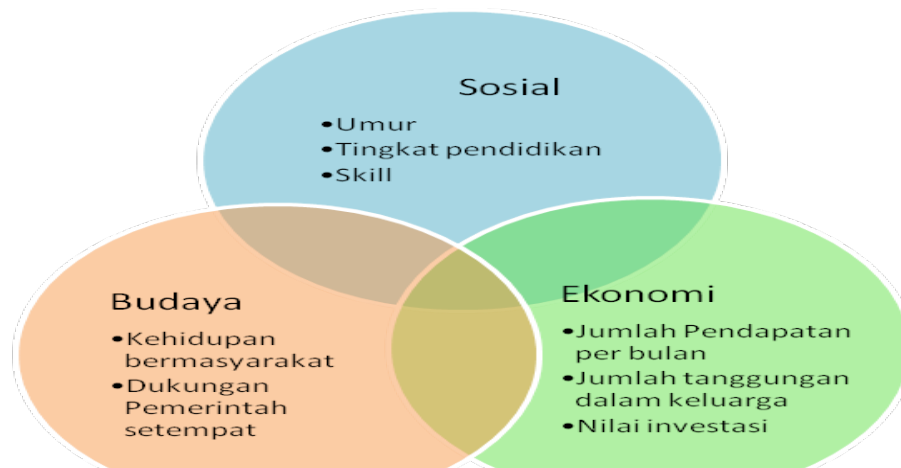 Sosial
•Umur
•Tingkat pendidikan
•Skill
Budaya
•Kehidupan
bermasyarakat
•Dukungan
Pemerintah
setempat
Ekonomi
•Jumlah Pendapatan
per bulan
•Jumlah tanggungan
dalam keluarga
•Nilai investasi